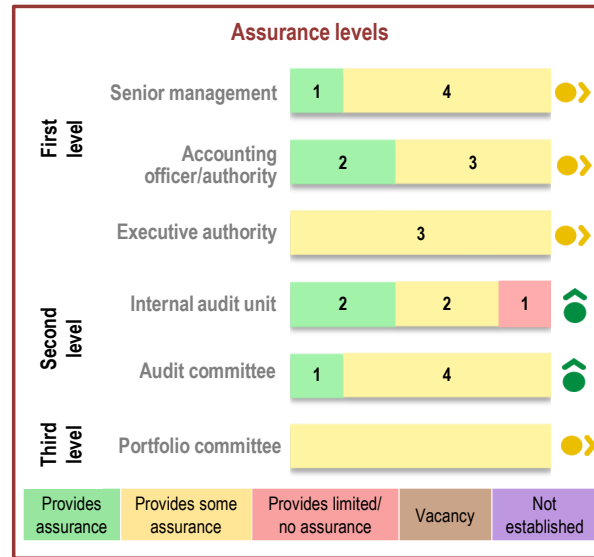 Assurance levels
First
level
Senior management
1
4
Accounting
officer/authority
2
3
Executive authority
3
Second
level
Internal audit unit
2
2
1
Audit committee
1
4
Third
level
Portfolio committee
Provides
assurance
Provides some
assurance
Provides limited/
no assurance
Vacancy
Not
established